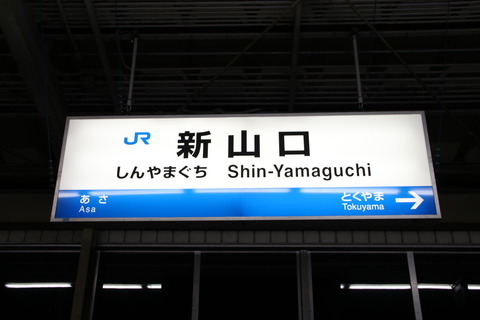 JR 新山口
しんやまぐち Shin-Yamaguchi
あさ とくやま
Asa Tokuyama